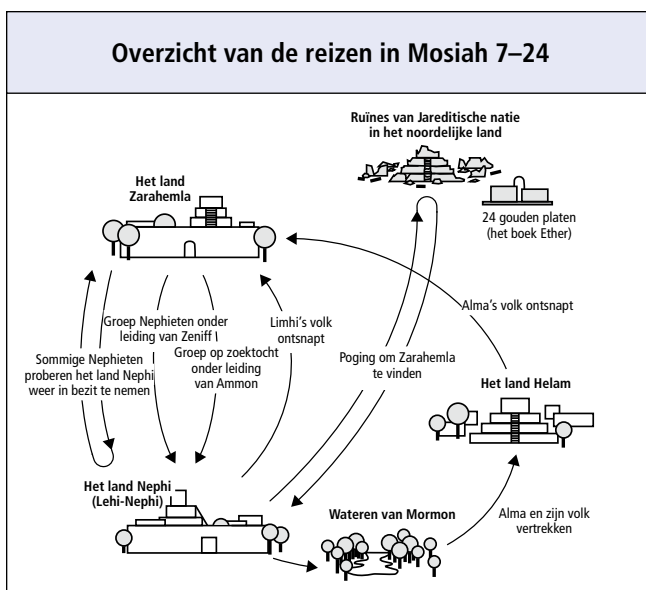 Overzicht van de reizen in Mosiah 7–24
Ruïnes van Jareditische natie
in het noordelijke land
Het land
Zarahemla
24 gouden platen
(het boek Ether)
Alma's volk ontsnapt
Groep Nephieten onder
leiding van Zeniff
Limhi's volk
ontsnapt
Sommige Nephieten
proberen het land Nephi
weer in bezit te nemen
Groep op zoektocht
onder leiding
van Ammon
Poging om Zarahemla
te vinden
Het land Helam
Het land Nephi
(Lehi-Nephi)
Wateren van Mormon
Alma en zijn volk
vertrekken